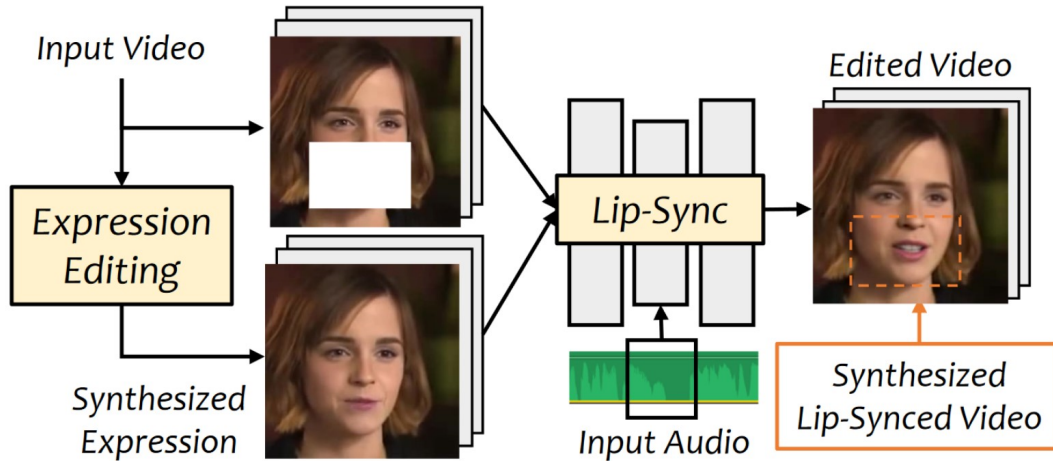 Input Video
Expression
Editing
Synthesized
Expression
Lip-Sync
Input Audio
Edited Video
Synthesized
Lip-Synced Video